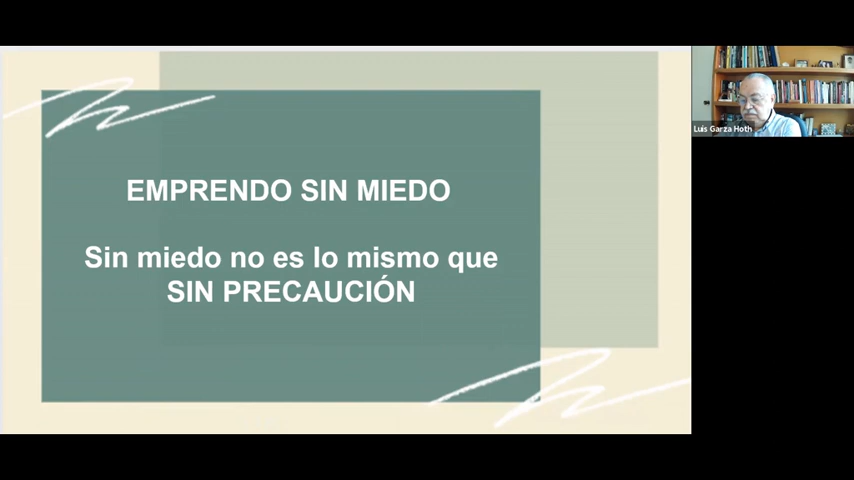 EMPRENDO SIN MIEDO
Sin miedo no es lo mismo que
SIN PRECAUCIÓN
Luis Garza Hoth